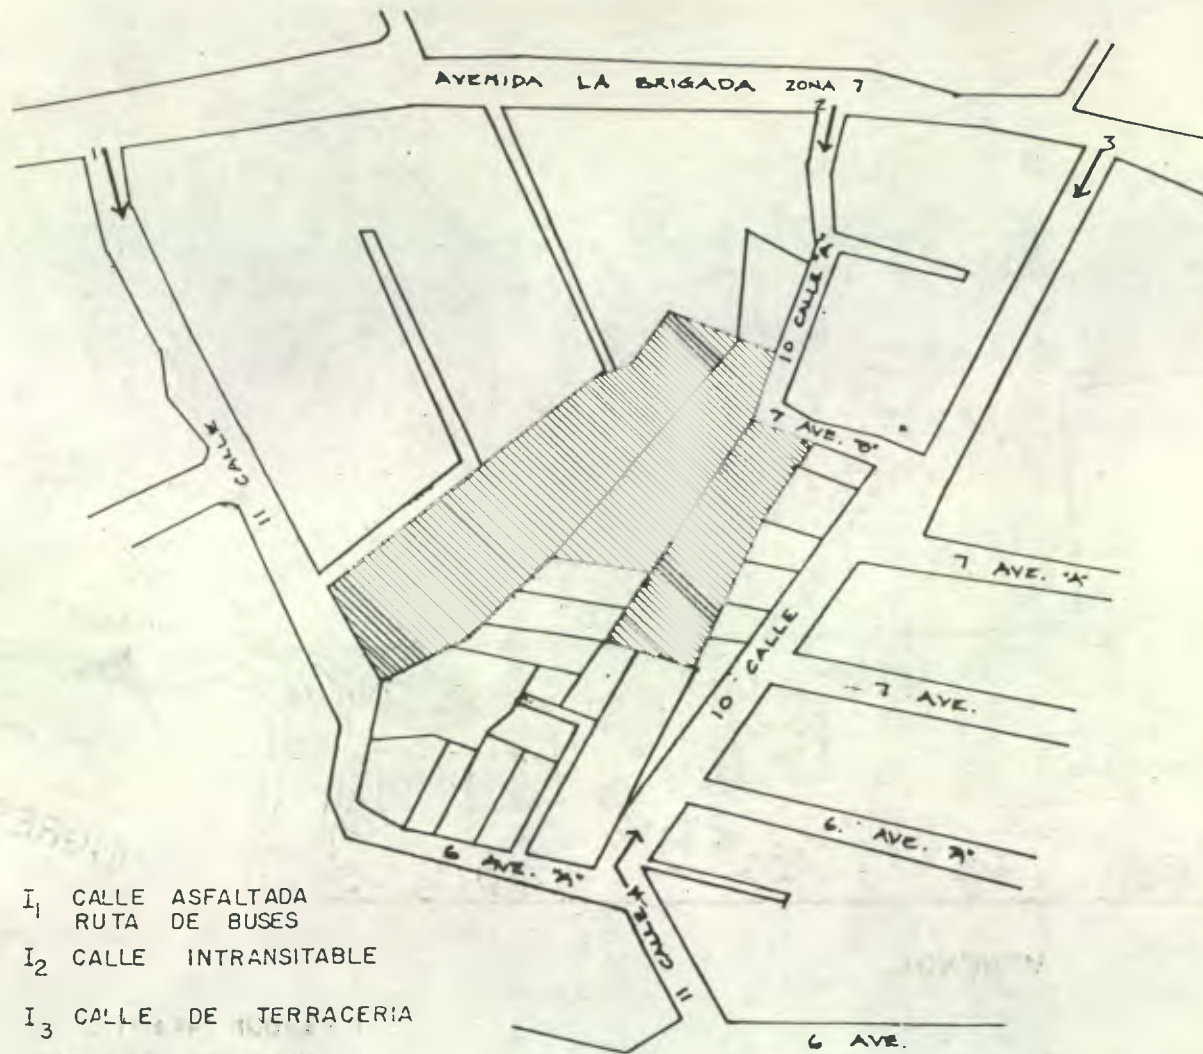 AVENIDA LA BRIGADA ZONA 7
1
2
3
10 CALLE "A"
7 AVE. "B"
11 CALLE
7 AVE. "A"
10 CALLE
7 AVE.
6. AVE. "A"
6 AVE. "A"
11 CALLE A
6 AVE.
I1 CALLE ASFALTADA
RUTA DE BUSES
I2 CALLE INTRANSITABLE
I3 CALLE DE TERRACERIA